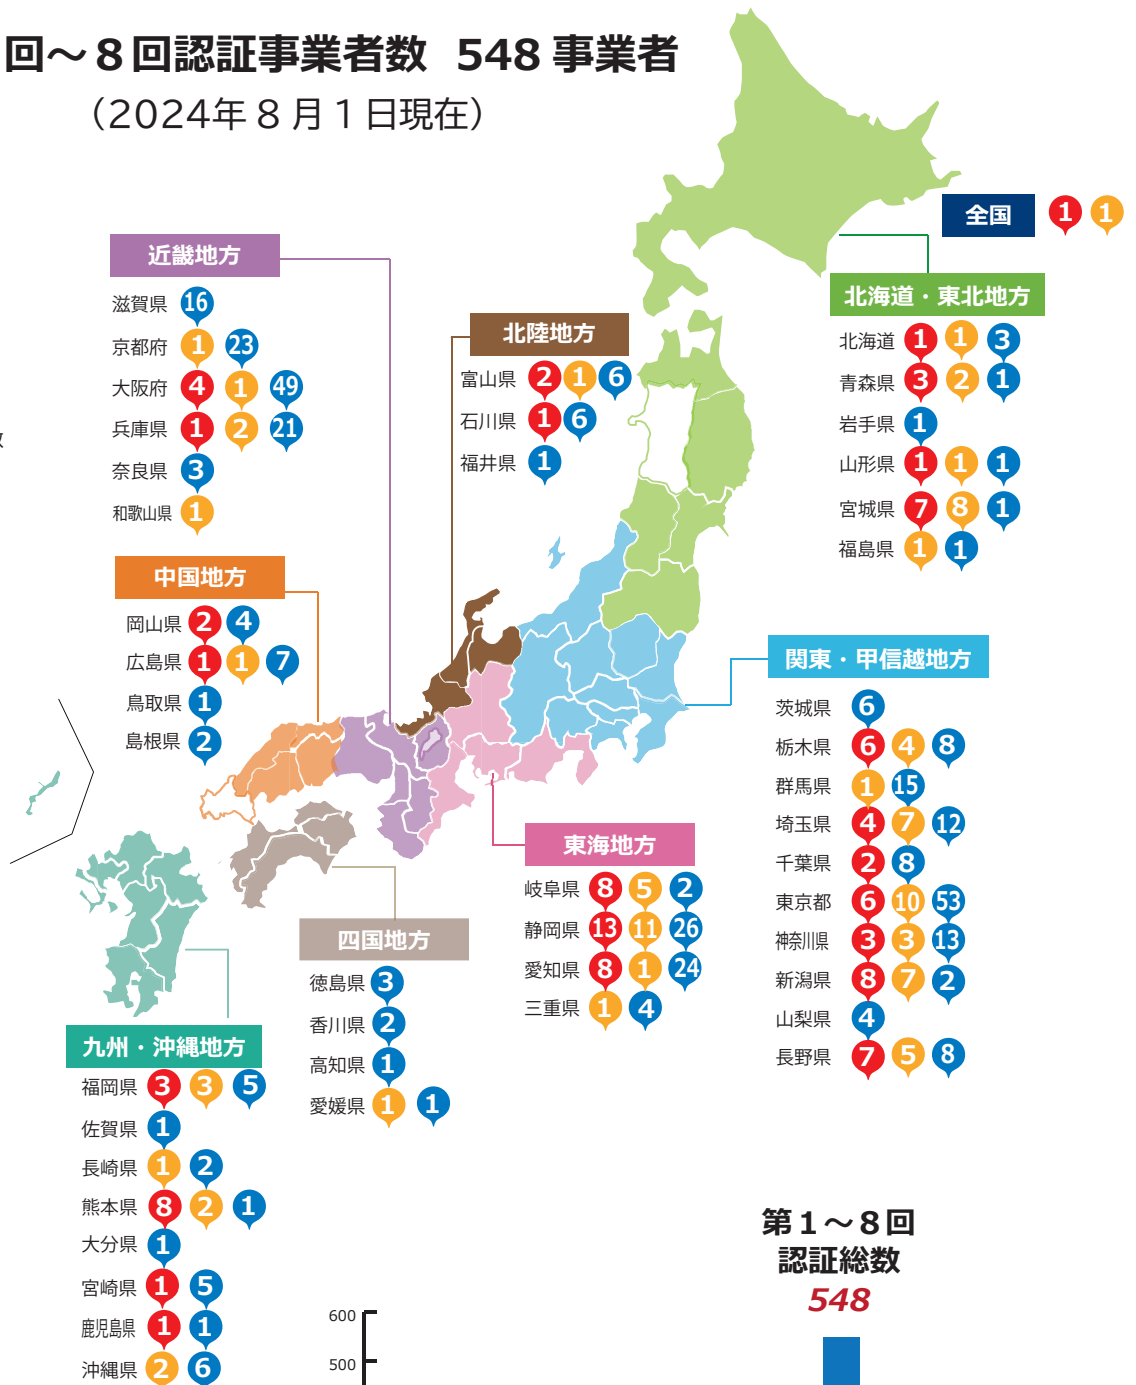 回～８回認証事業者数 548 事業者
（2024年８月１日現在）
全国 1 1
近畿地方
滋賀県 16
京都府 1 23
大阪府 4 1 49
兵庫県 1 2 21
奈良県 3
和歌山県 1
北陸地方
富山県 2 1 6
石川県 1 6
福井県 1
北海道・東北地方
北海道 1 1 3
青森県 3 2 1
岩手県 1
山形県 1 1 1
宮城県 7 8 1
福島県 1 1
中国地方
岡山県 2 4
広島県 1 1 7
鳥取県 1
島根県 2
関東・甲信越地方
茨城県 6
栃木県 6 4 8
群馬県 1 15
埼玉県 4 7 12
千葉県 2 8
東京都 6 10 53
神奈川県 3 3 13
新潟県 8 7 2
山梨県 4
長野県 7 5 8
東海地方
岐阜県 8 5 2
静岡県 13 11 26
愛知県 8 1 24
三重県 1 4
四国地方
徳島県 3
香川県 2
高知県 1
愛媛県 1 1
九州・沖縄地方
福岡県 3 3 5
佐賀県 1
長崎県 1 2
熊本県 8 2 1
大分県 1
宮崎県 1 5
鹿児島県 1 1
沖縄県 2 6
第１～８回
認証総数
548
600
500